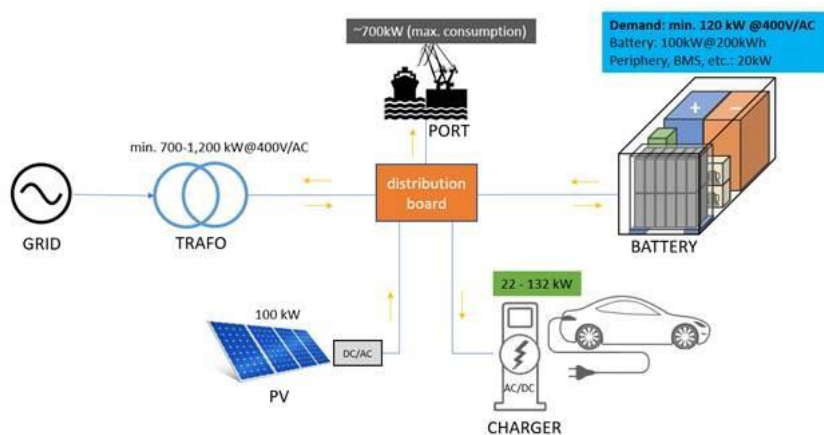 ~700kW (max. consumption)
Demand: min. 120 kW @400V/AC
Battery: 100kW@200kWh
Periphery, BMS, etc.: 20kW
PORT
min. 700-1,200 kW@400V/AC
distribution
board
GRID
TRAFO
BATTERY
22 - 132 kW
100 kW
DC/AC
AC/DC
PV
CHARGER